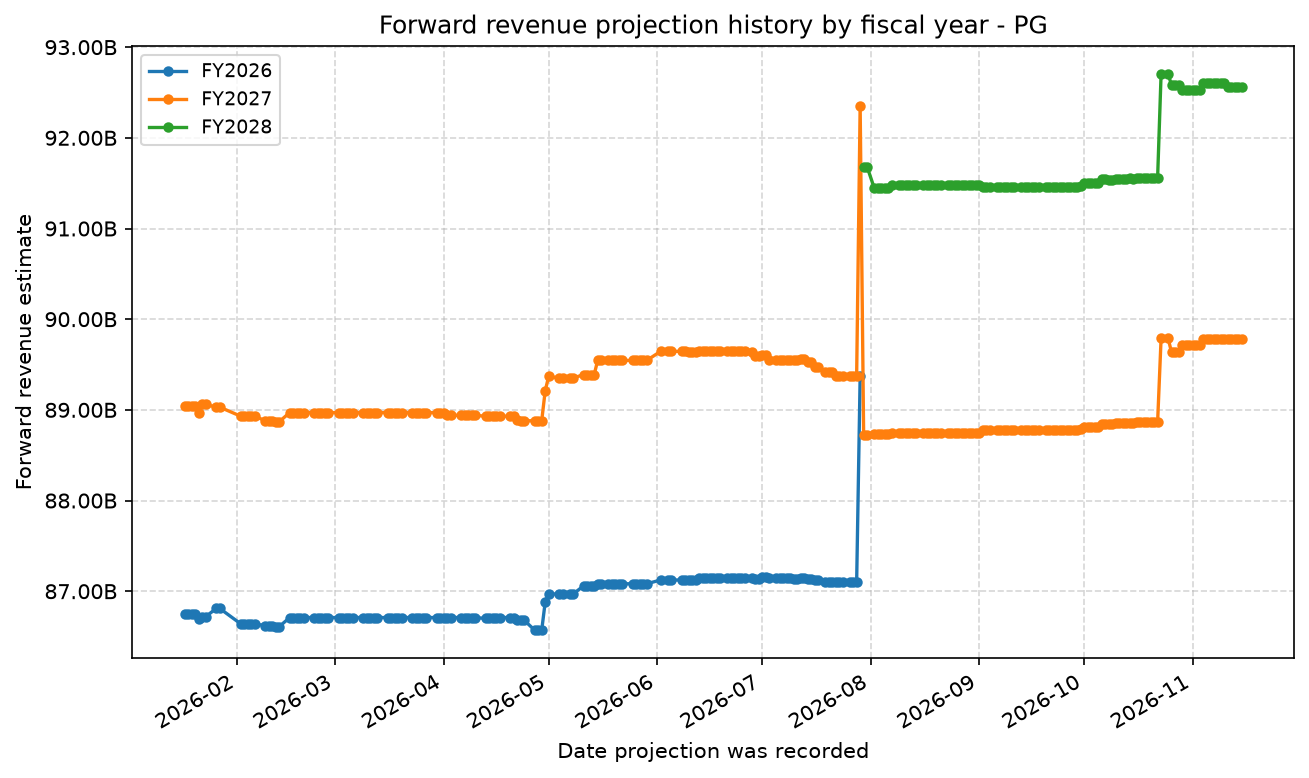 Forward revenue projection history by fiscal year - PG
93.00B
92.00B
91.00B
90.00B
89.00B
88.00B
87.00B
Forward revenue estimate
FY2026
FY2027
FY2028
2026-02
2026-03
2026-04
2026-05
2026-06
2026-07
2026-08
2026-09
2026-10
2026-11
Date projection was recorded